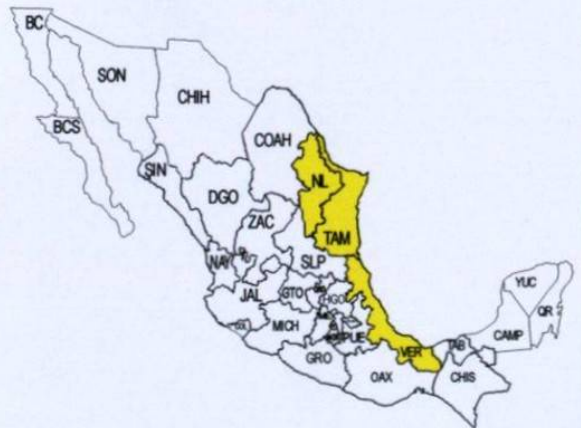 BC
SON
CHIH
COAH
BCS
SIN
DGO
NL
ZAC
TAM
NAY
SLP
JAL
GTO
HGO
MICH
PUE
VER
TAB
GRO
OAX
CHIS
CAMP
YUC
QR